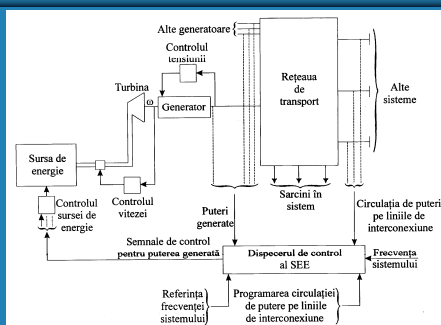 Alte generatoare
Controlul
tensiunii
Turbina
ω
Generator
Rețeaua
de
transport
Alte
sisteme
Sursa de
energie
Controlul
sursei de
energie
Controlul
vitezei
Puteri
generate
Sarcini în
sistem
Circulația de puteri
pe liniile de
interconexiune
Semnale de control
pentru puterea generată
Dispecerul de control
al SEE
Frecvența
sistemului
Referința
frecvenței
sistemului
Programarea circulației
de putere pe liniile
de interconexiune